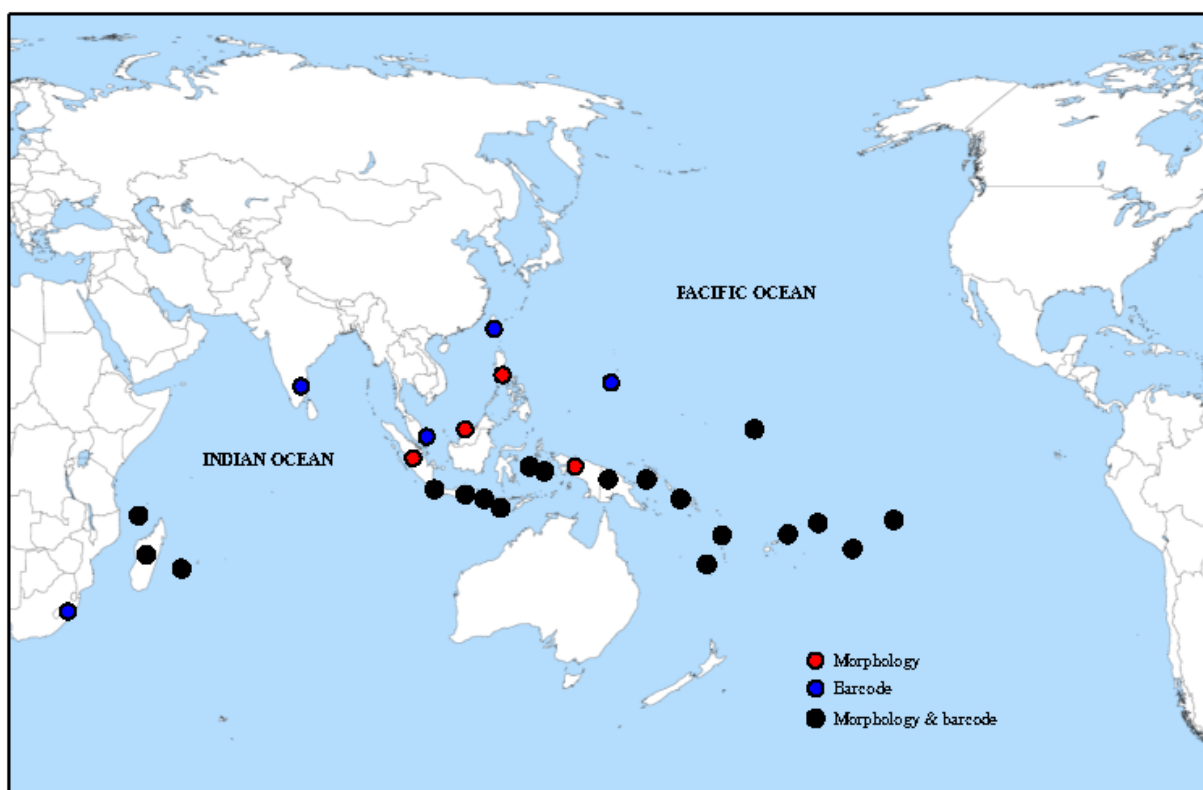 PACIFIC OCEAN
INDIAN OCEAN
Morphology
Barcode
Morphology & barcode